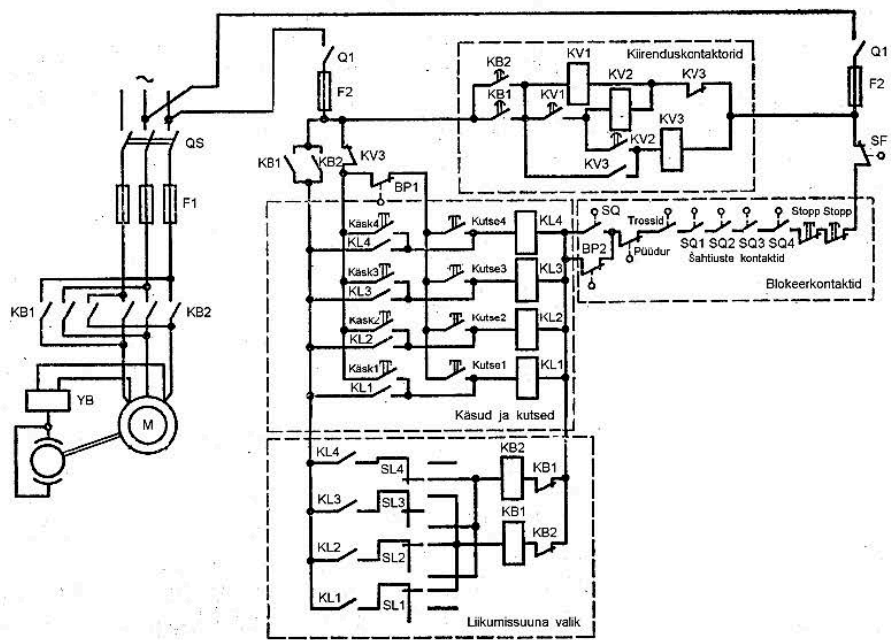 Q1
F2
KB2
KV1
Kiirenduskontaktorid
KV2
KV3
KB1
KV1
Q1
F2
QS
KB1
KB2
KV3
BP1
KV2
KV3
KV3
SF
F1
Käsk4
KL4
Kutse4
KL4
SQ
Trossid
Stopp
Stopp
BP2
Püüdur
SQ1
SQ2
SQ3
SQ4
Šahtiuste kontaktid
Blokeerkontaktid
Käsk3
KL3
Kutse3
KL3
KB1
KB2
Käsk2
KL2
Kutse2
KL2
Käsk1
KL1
Kutse1
KL1
YB
M
Käsud ja kutsed
KL4
SL4
KB2
KB1
KL3
SL3
KB1
KB2
KL2
SL2
KL1
SL1
Liikumissuuna valik